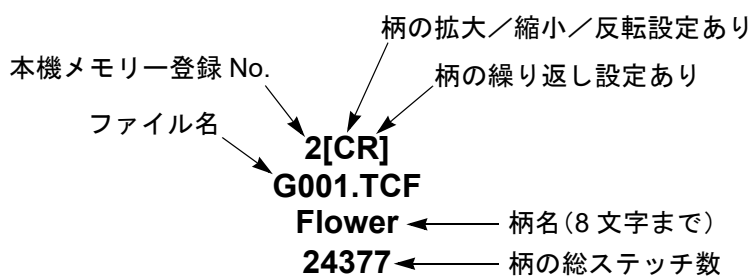 柄の拡大／縮小／反転設定あり
本機メモリー登録 No.
柄の繰り返し設定あり
ファイル名
2[CR]
G001.TCF
Flower
柄名(8 文字まで)
24377
柄の総ステッチ数